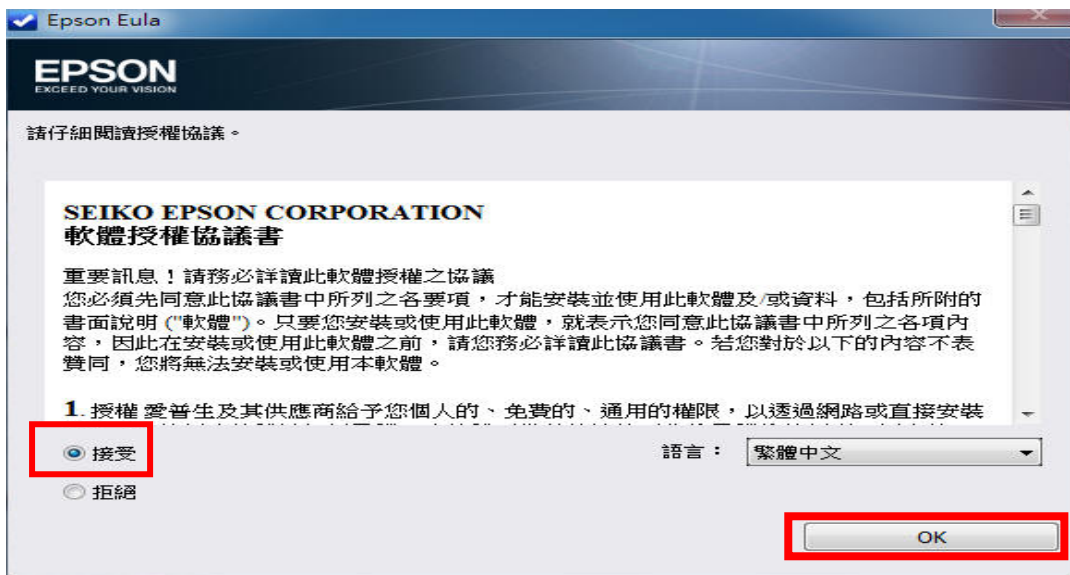 Epson Eula
EPSON
EXCEED YOUR VISION
請仔細閱讀授權協議。
SEIKO EPSON CORPORATION
軟體授權協議書
重要訊息！請務必詳讀此軟體授權之協議
您必須先同意此協議書中所列之各要項，才能安裝並使用此軟體及/或資料，包括所附的
書面說明 ("軟體")。只要您安裝或使用此軟體，就表示您同意此協議書中所列之各項內
容，因此在安裝或使用此軟體之前，請您務必詳讀此協議書。若您對於以下的內容不表
贊同，您將無法安裝或使用本軟體。
1. 授權 愛普生及其供應商給予您個人的、免費的、通用的權限，以透過網路或直接安裝
接受
語言： 繁體中文
拒絕
OK